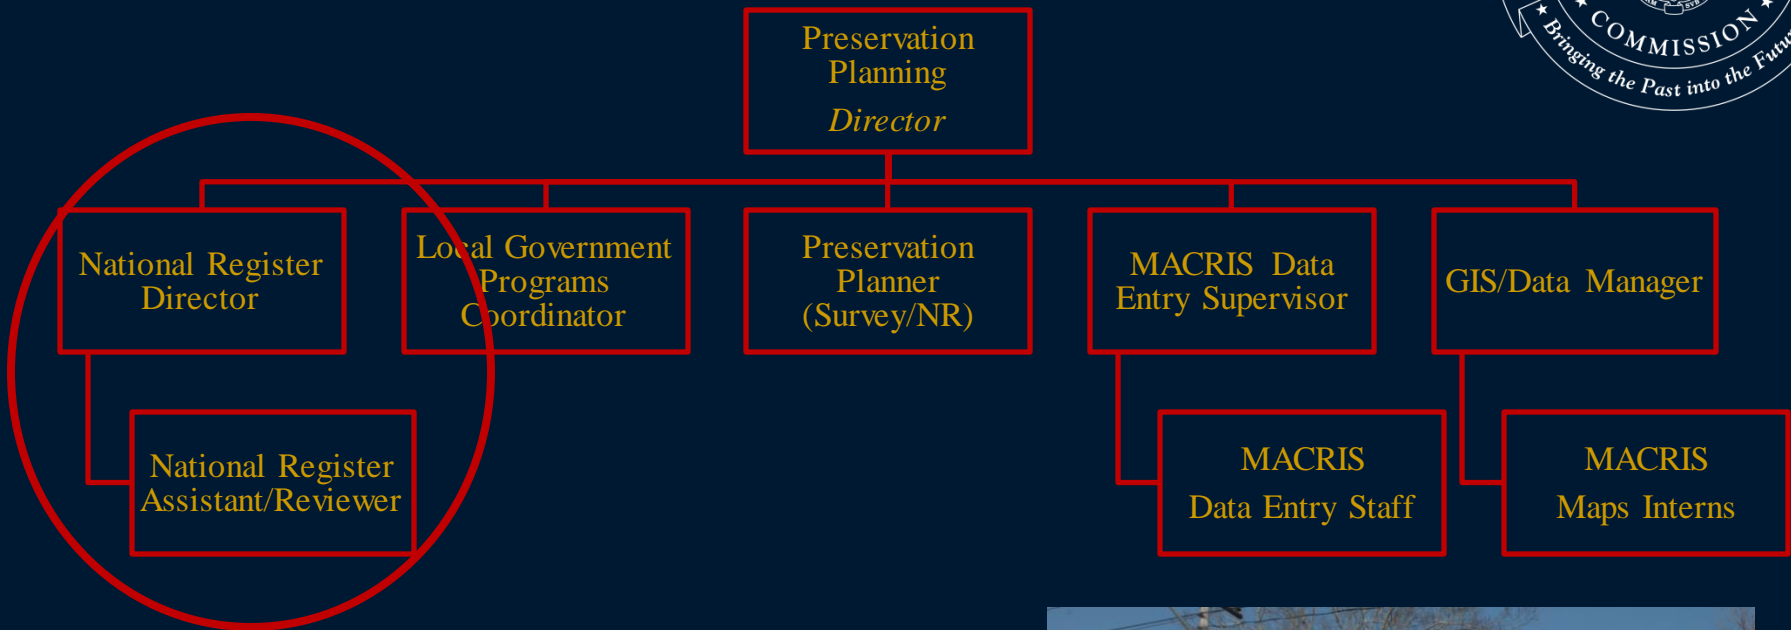 COMMISSION
Bringing the Past into the
Preservation
Planning
Director
National Register
Director
Local Government
Programs
Coordinator
Preservation
Planner
(Survey/NR)
MACRIS Data
Entry Supervisor
GIS/Data Manager
National Register
Assistant/Reviewer
MACRIS
Data Entry Staff
MACRIS
Maps Interns